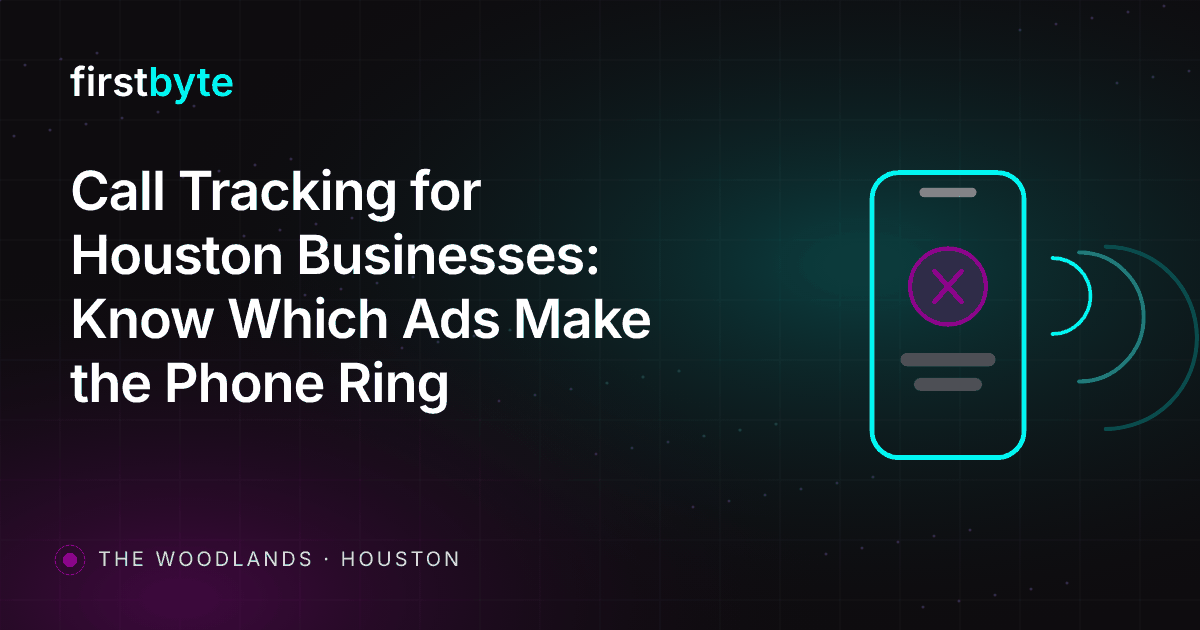 firstbyte
Call Tracking for
Houston Businesses:
Know Which Ads Make
the Phone Ring
THE WOODLANDS · HOUSTON